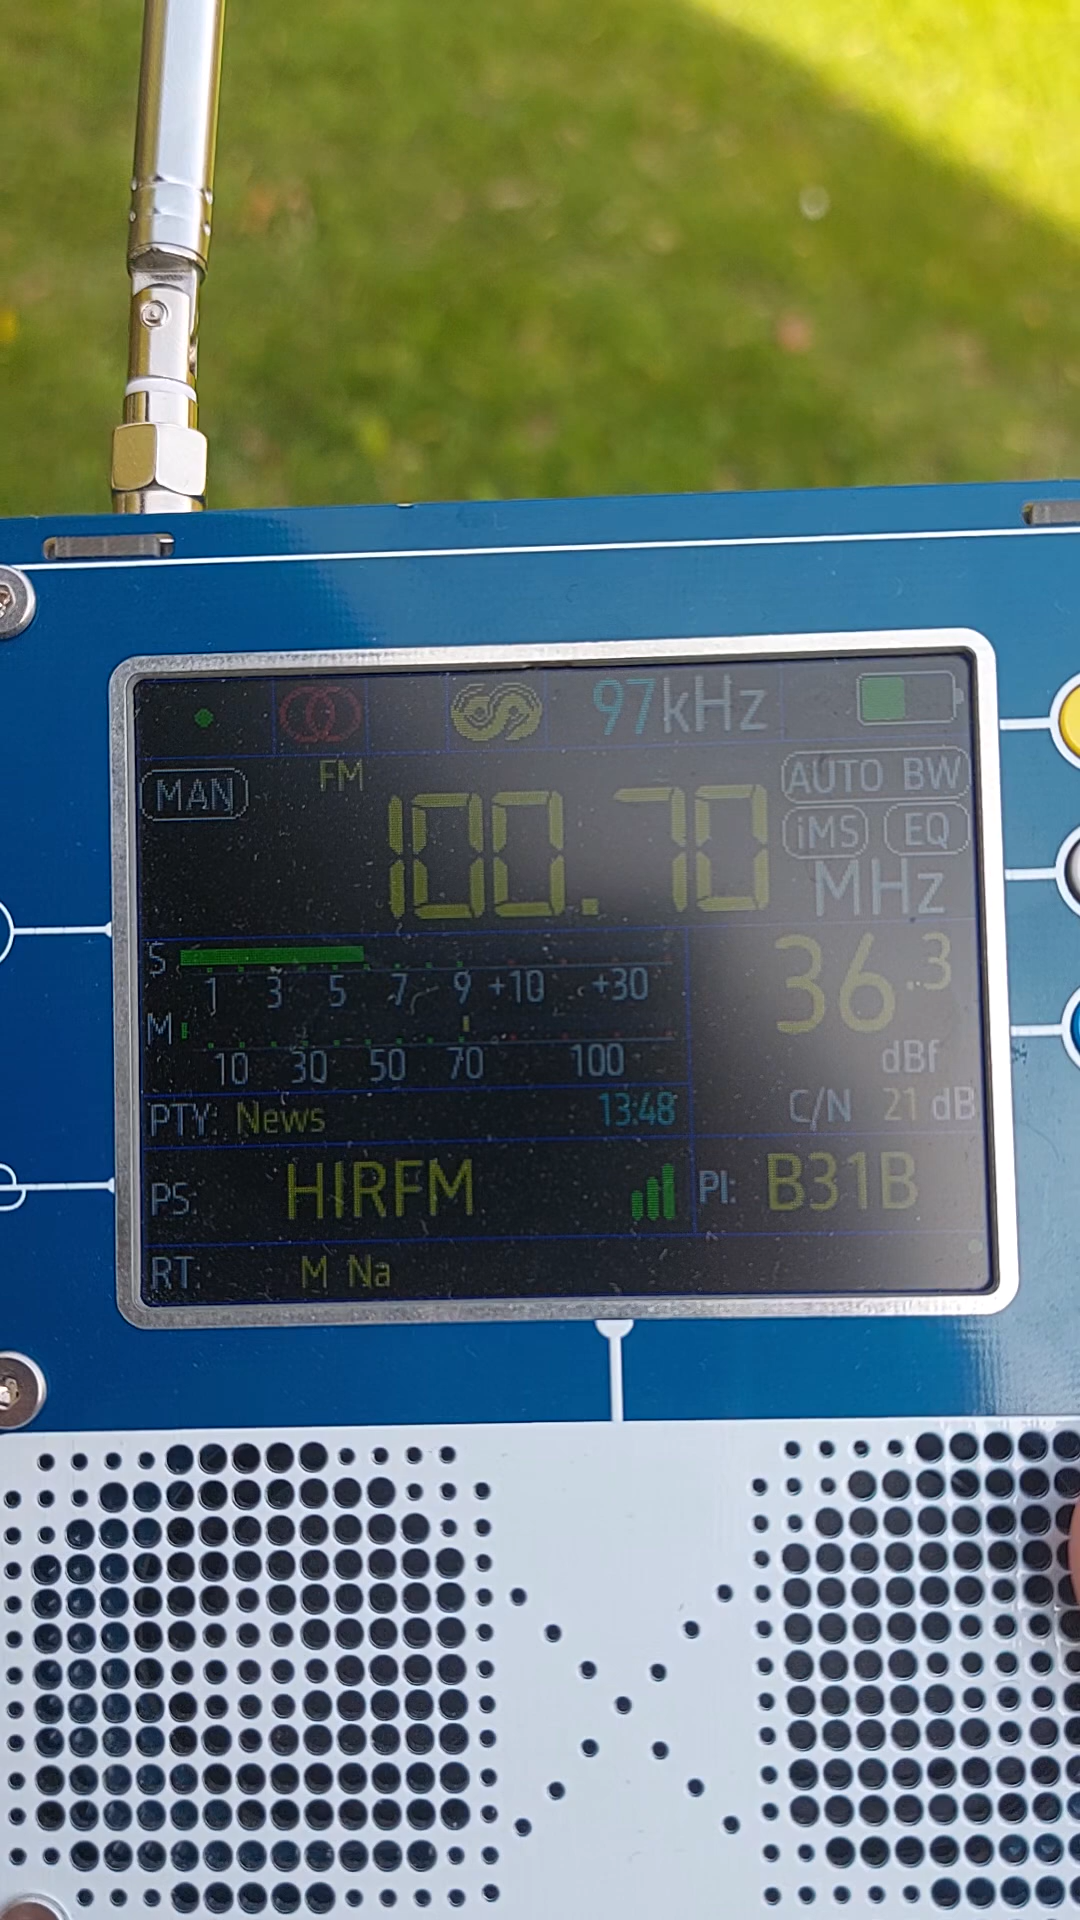 97kHz
MAN FM AUTO BW
100.70 iMS EQ
MHz
S
1 3 5 7 9 +10 +30
36.3
M
10 30 50 70 100
dBf
PTY: News 13:48 C/N 21 dB
PS: HIRFM PI: B31B
RT: M Na